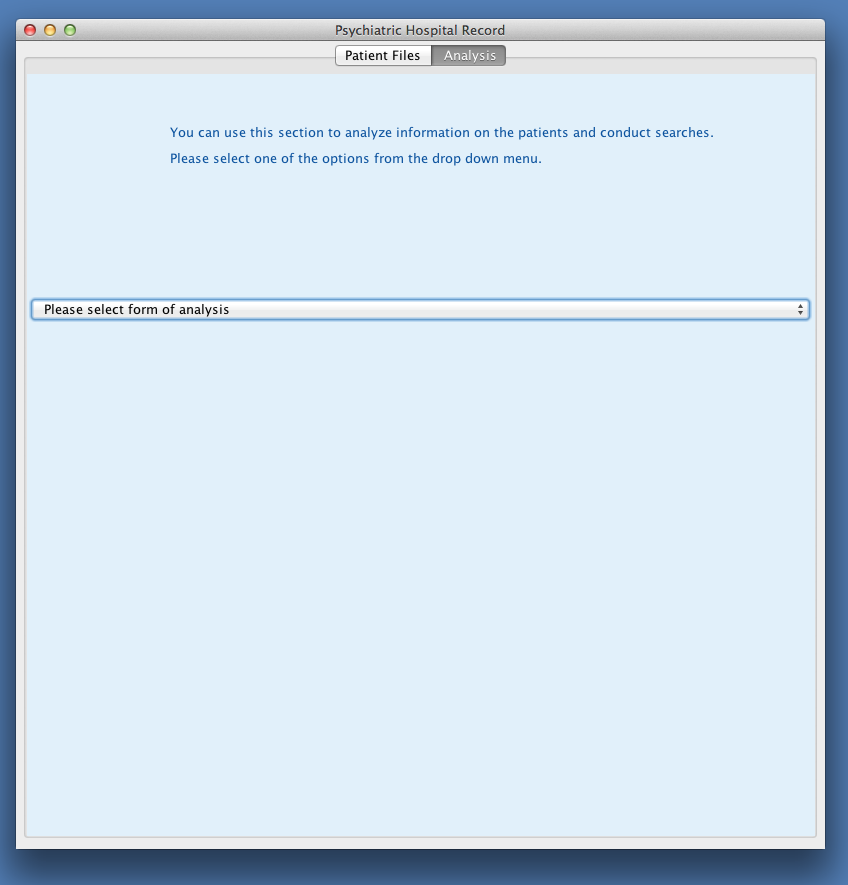 Psychiatric Hospital Record
Patient Files Analysis
You can use this section to analyze information on the patients and conduct searches.
Please select one of the options from the drop down menu.
Please select form of analysis